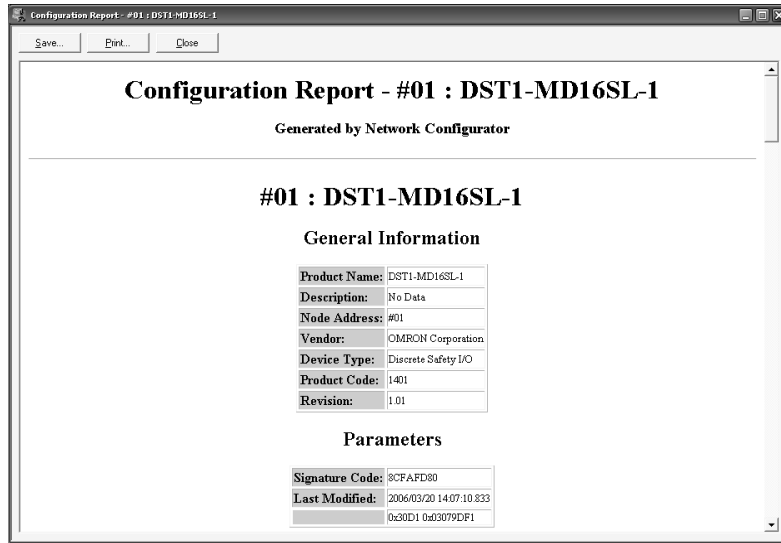 Configuration Report - #01 : DST1-MD16SL-1
Save... Print... Close
Configuration Report - #01 : DST1-MD16SL-1
Generated by Network Configurator
#01 : DST1-MD16SL-1
General Information
Product Name: DST1-MD16SL-1
Description: No Data
Node Address: #01
Vendor: OMRON Corporation
Device Type: Discrete Safety I/O
Product Code: 1401
Revision: 1.01
Parameters
Signature Code: 8CFAFD80
Last Modified: 2006/03/20 14:07:10.833
0x30D1 0x03079DF1